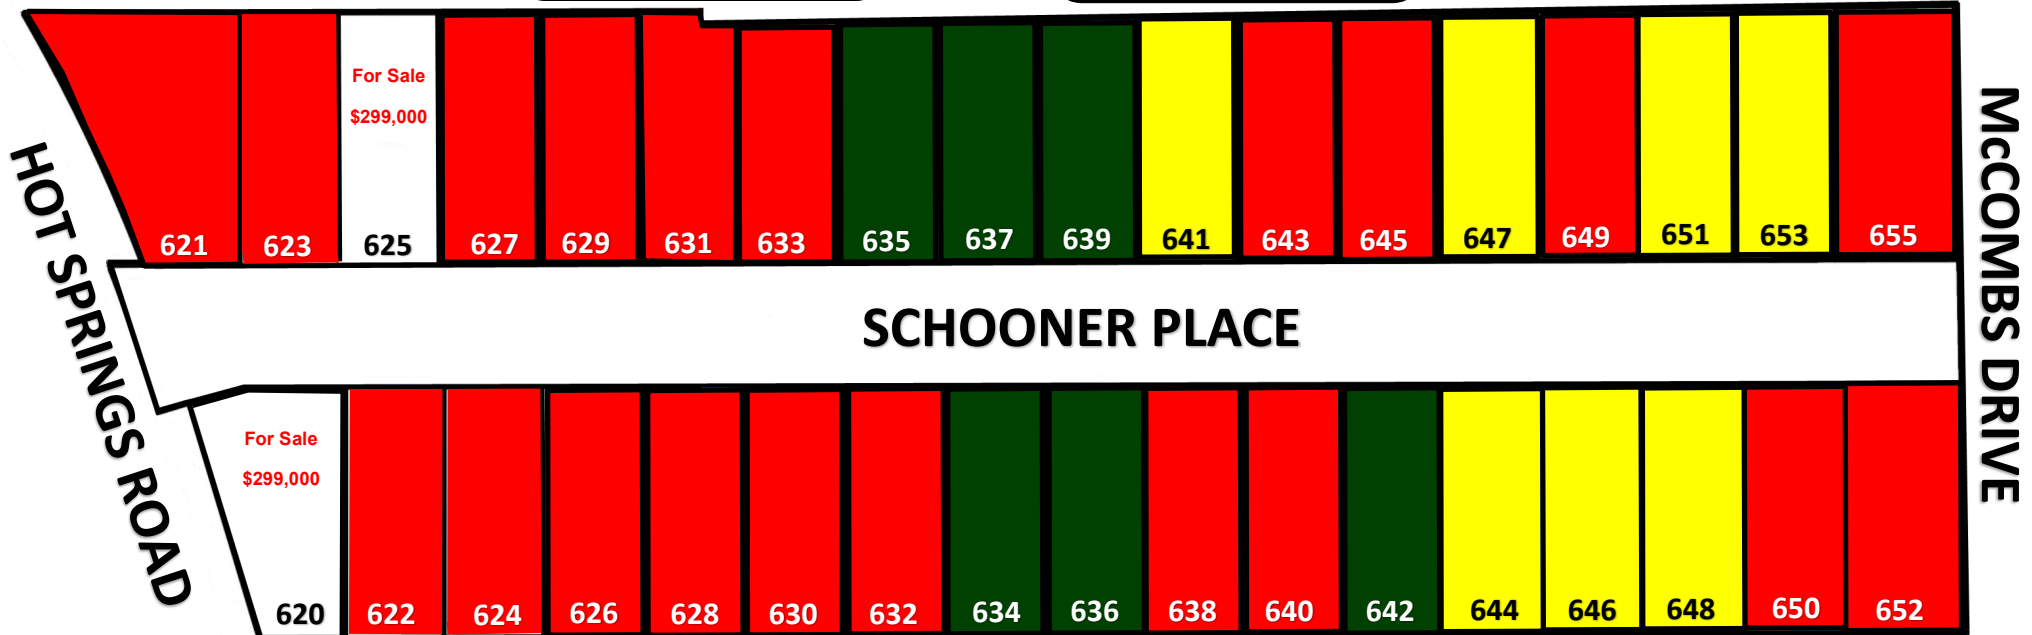 For Sale
$299,000
621 623 625 627 629 631 633 635 637 639 641 643 645 647 649 651 653 655
HOT SPRINGS ROAD
SCHOONER PLACE
McCOMBS DRIVE
For Sale
$299,000
620 622 624 626 628 630 632 634 636 638 640 642 644 646 648 650 652